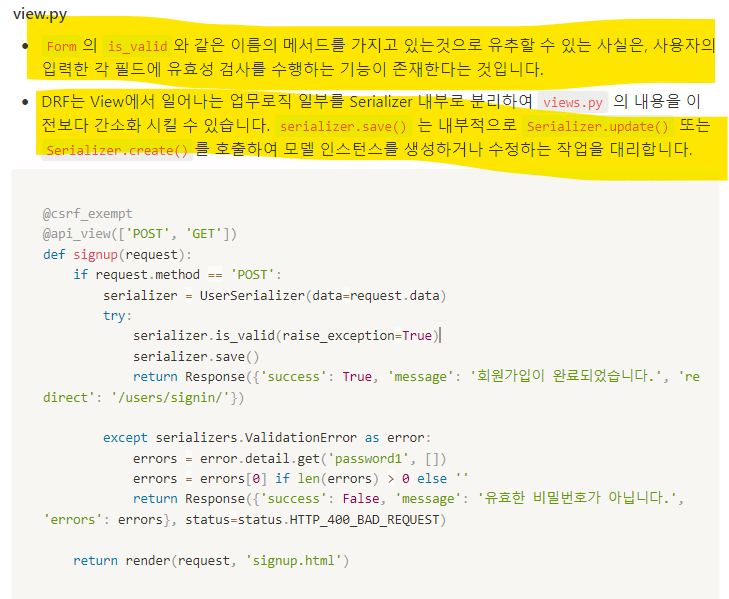 view.py
• Form 의 is_valid 와 같은 이름의 메서드를 가지고 있는것으로 유추할 수 있는 사실은, 사용자의
입력한 각 필드에 유효성 검사를 수행하는 기능이 존재한다는 것입니다.
• DRF는 View에서 일어나는 업무로직 일부를 Serializer 내부로 분리하여 views.py 의 내용을 이
전보다 간소화 시킬 수 있습니다. serializer.save() 는 내부적으로 Serializer.update() 또는
Serializer.create() 를 호출하여 모델 인스턴스를 생성하거나 수정하는 작업을 대리합니다.
@csrf_exempt
@api_view(['POST', 'GET'])
def signup(request):
    if request.method == 'POST':
        serializer = UserSerializer(data=request.data)
        try:
            serializer.is_valid(raise_exception=True)
            serializer.save()
            return Response({'success': True, 'message': '회원가입이 완료되었습니다.', 're
direct': '/users/signin/'})
        except serializers.ValidationError as error:
            errors = error.detail.get('password1', [])
            errors = errors[0] if len(errors) > 0 else ''
            return Response({'success': False, 'message': '유효한 비밀번호가 아닙니다.',
'errors': errors}, status=status.HTTP_400_BAD_REQUEST)
    return render(request, 'signup.html')